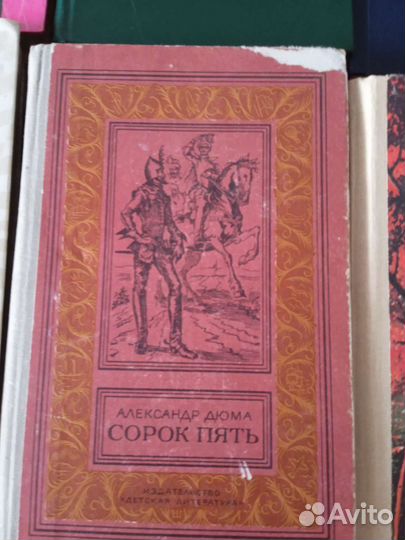 АЛЕКСАНДР ДЮМА
СОРОК ПЯТЬ
ИЗДАТЕЛЬСТВО
«ДЕТСКАЯ ЛИТЕРАТУРА»
Avito